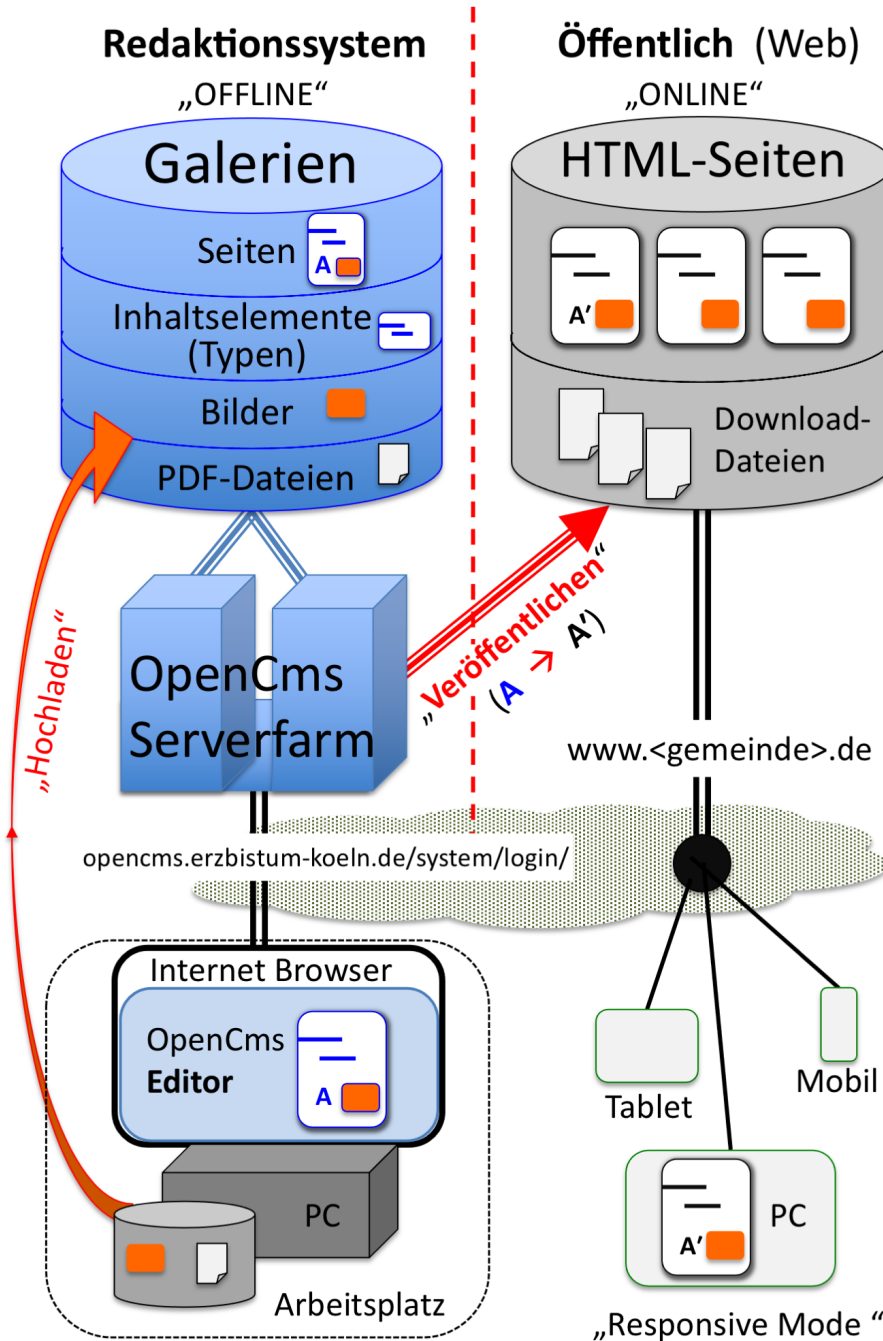 Redaktionssystem
„OFFLINE“
Öffentlich (Web)
„ONLINE“
Galerien
Seiten
A
Inhaltselemente
(Typen)
Bilder
PDF-Dateien
HTML-Seiten
A′
Download-
Dateien
„Hochladen“
OpenCms
Serverfarm
„Veröffentlichen“
(A → A′)
www.<gemeinde>.de
opencms.erzbistum-koeln.de/system/login/
Internet Browser
OpenCms
Editor
A
PC
Arbeitsplatz
Tablet
Mobil
A′
PC
„Responsive Mode “